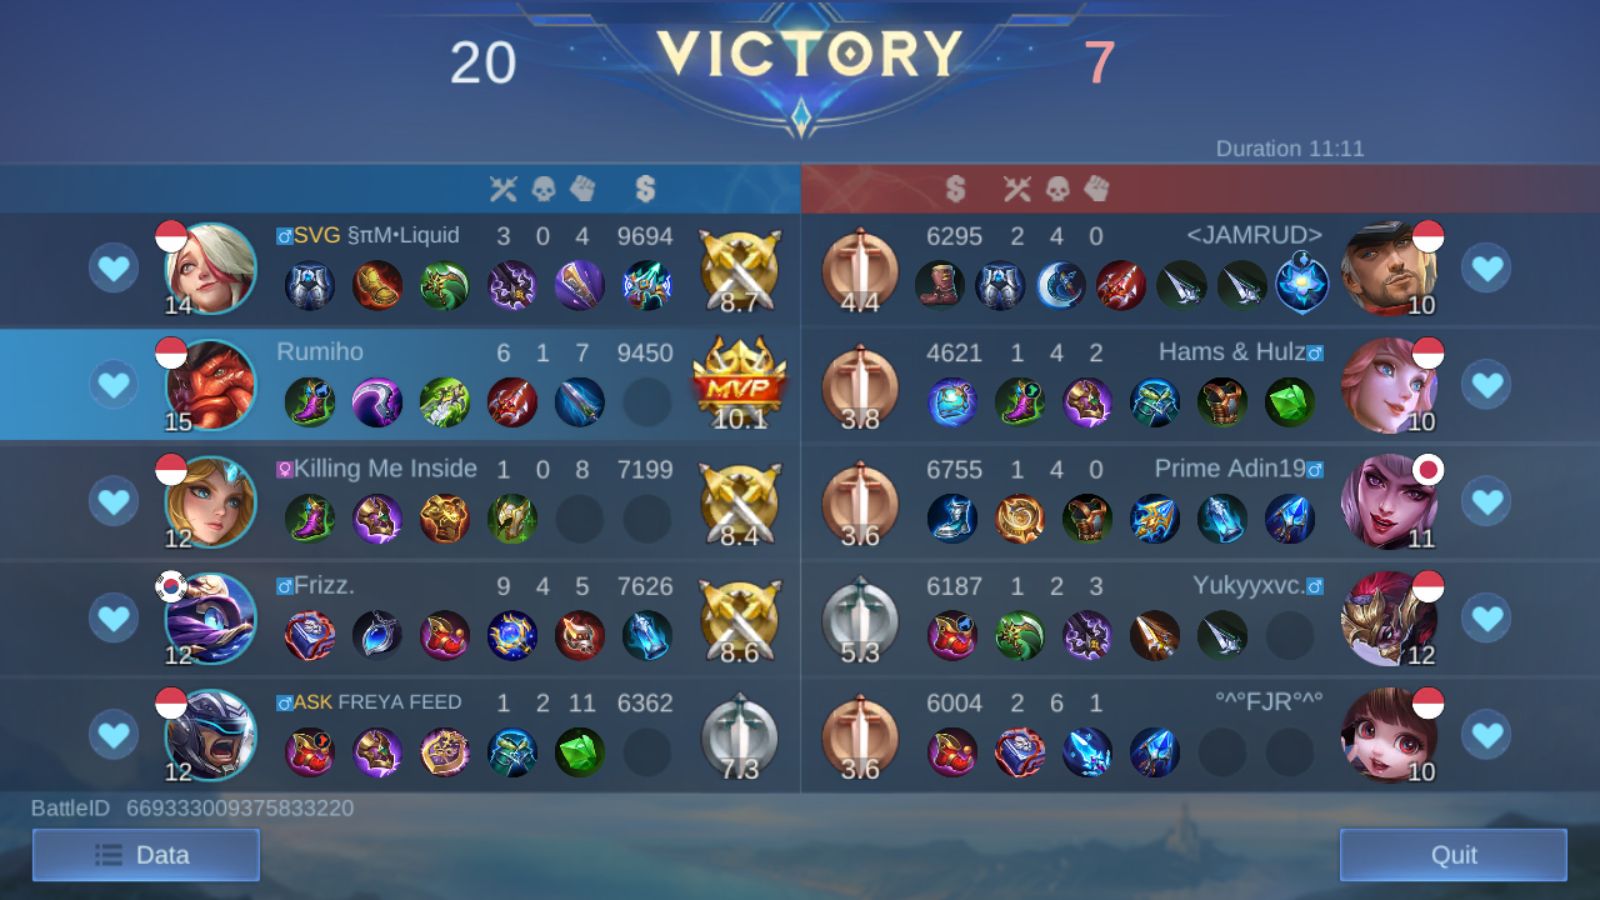 20 VICTORY 7
Duration 11:11
SVG §πM•Liquid 3 0 4 9694
14 8.7
6295 2 4 0 <JAMRUD>
4.4 10
Rumiho 6 1 7 9450
15 MVP 10.1
4621 1 4 2 Hams & Hulz
3.8 10
Killing Me Inside 1 0 8 7199
12 8.4
6755 1 4 0 Prime Adin19
3.6 11
Frizz. 9 4 5 7626
12 8.6
6187 1 2 3 Yukyyxvc.
5.3 12
ASK FREYA FEED 1 2 11 6362
12 7.3
6004 2 6 1 °^°FJR°^°
3.6 10
BattleID 669333009375833220
Data
Quit